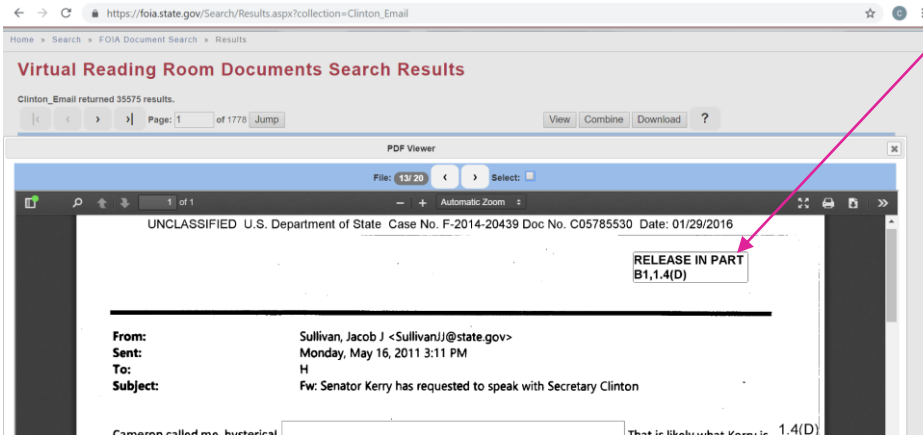 https://foia.state.gov/Search/Results.aspx?collection=Clinton_Email
C
Home » Search » FOIA Document Search » Results
Virtual Reading Room Documents Search Results
Clinton_Email returned 35575 results.
Page: 1 of 1778 Jump View Combine Download ?
PDF Viewer
File: 13/20 Select:
1 of 1 − + Automatic Zoom
UNCLASSIFIED U.S. Department of State Case No. F-2014-20439 Doc No. C05785530 Date: 01/29/2016
RELEASE IN PART
B1,1.4(D)
From: Sullivan, Jacob J <SullivanJJ@state.gov>
Sent: Monday, May 16, 2011 3:11 PM
To: H
Subject: Fw: Senator Kerry has requested to speak with Secretary Clinton
1.4(D)
Cameron called me, hysterical That is likely what Kerry is